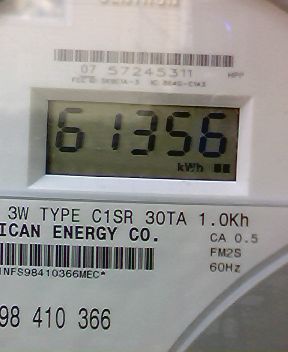 07 57245311 HPP
61356
kWh
3W TYPE C1SR 30TA 1.0Kh
ICAN ENERGY CO.
CA 0.5
FM2S
60Hz
INFS98410366MEC*
98 410 366